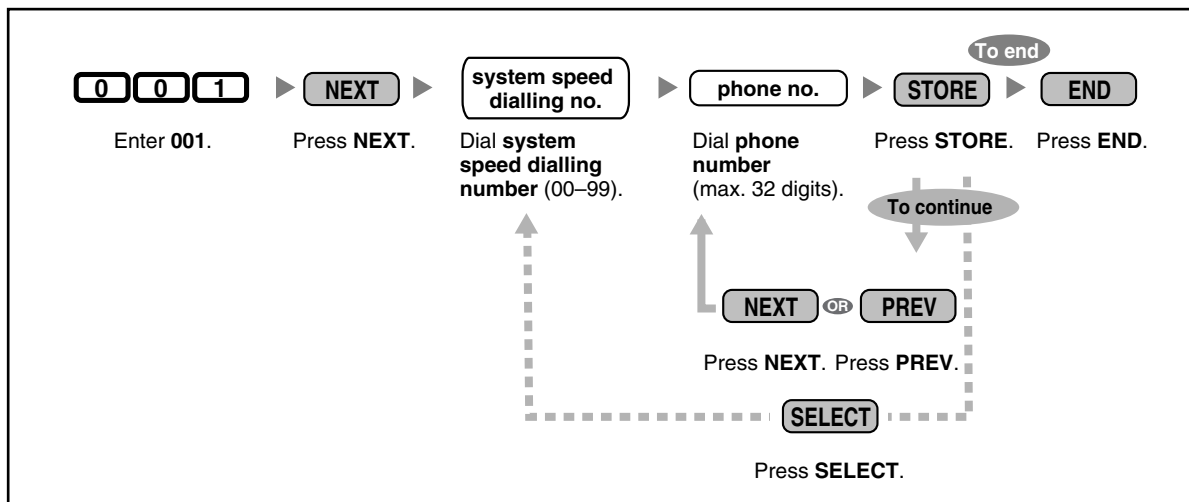 To end
0 0 1 NEXT system speed dialling no. phone no. STORE END
Enter 001. Press NEXT. Dial system speed dialling number (00–99). Dial phone number (max. 32 digits). Press STORE. Press END.
To continue
NEXT OR PREV
Press NEXT. Press PREV.
SELECT
Press SELECT.